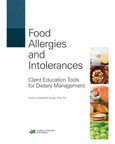 Food
Allergies
and
Intolerances
Client Education Tools
for Dietary Management